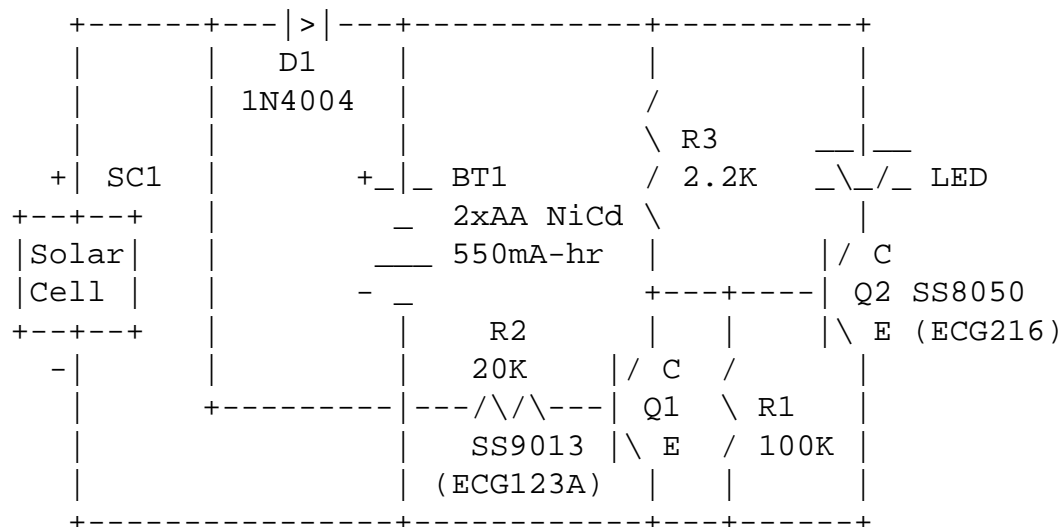 D1
1N4004
R3
+ SC1 + BT1 2.2K LED
2xAA NiCd
Solar 550mA-hr C
Cell - Q2 SS8050
R2 E (ECG216)
- 20K C
Q1 R1
SS9013 E 100K
(ECG123A)